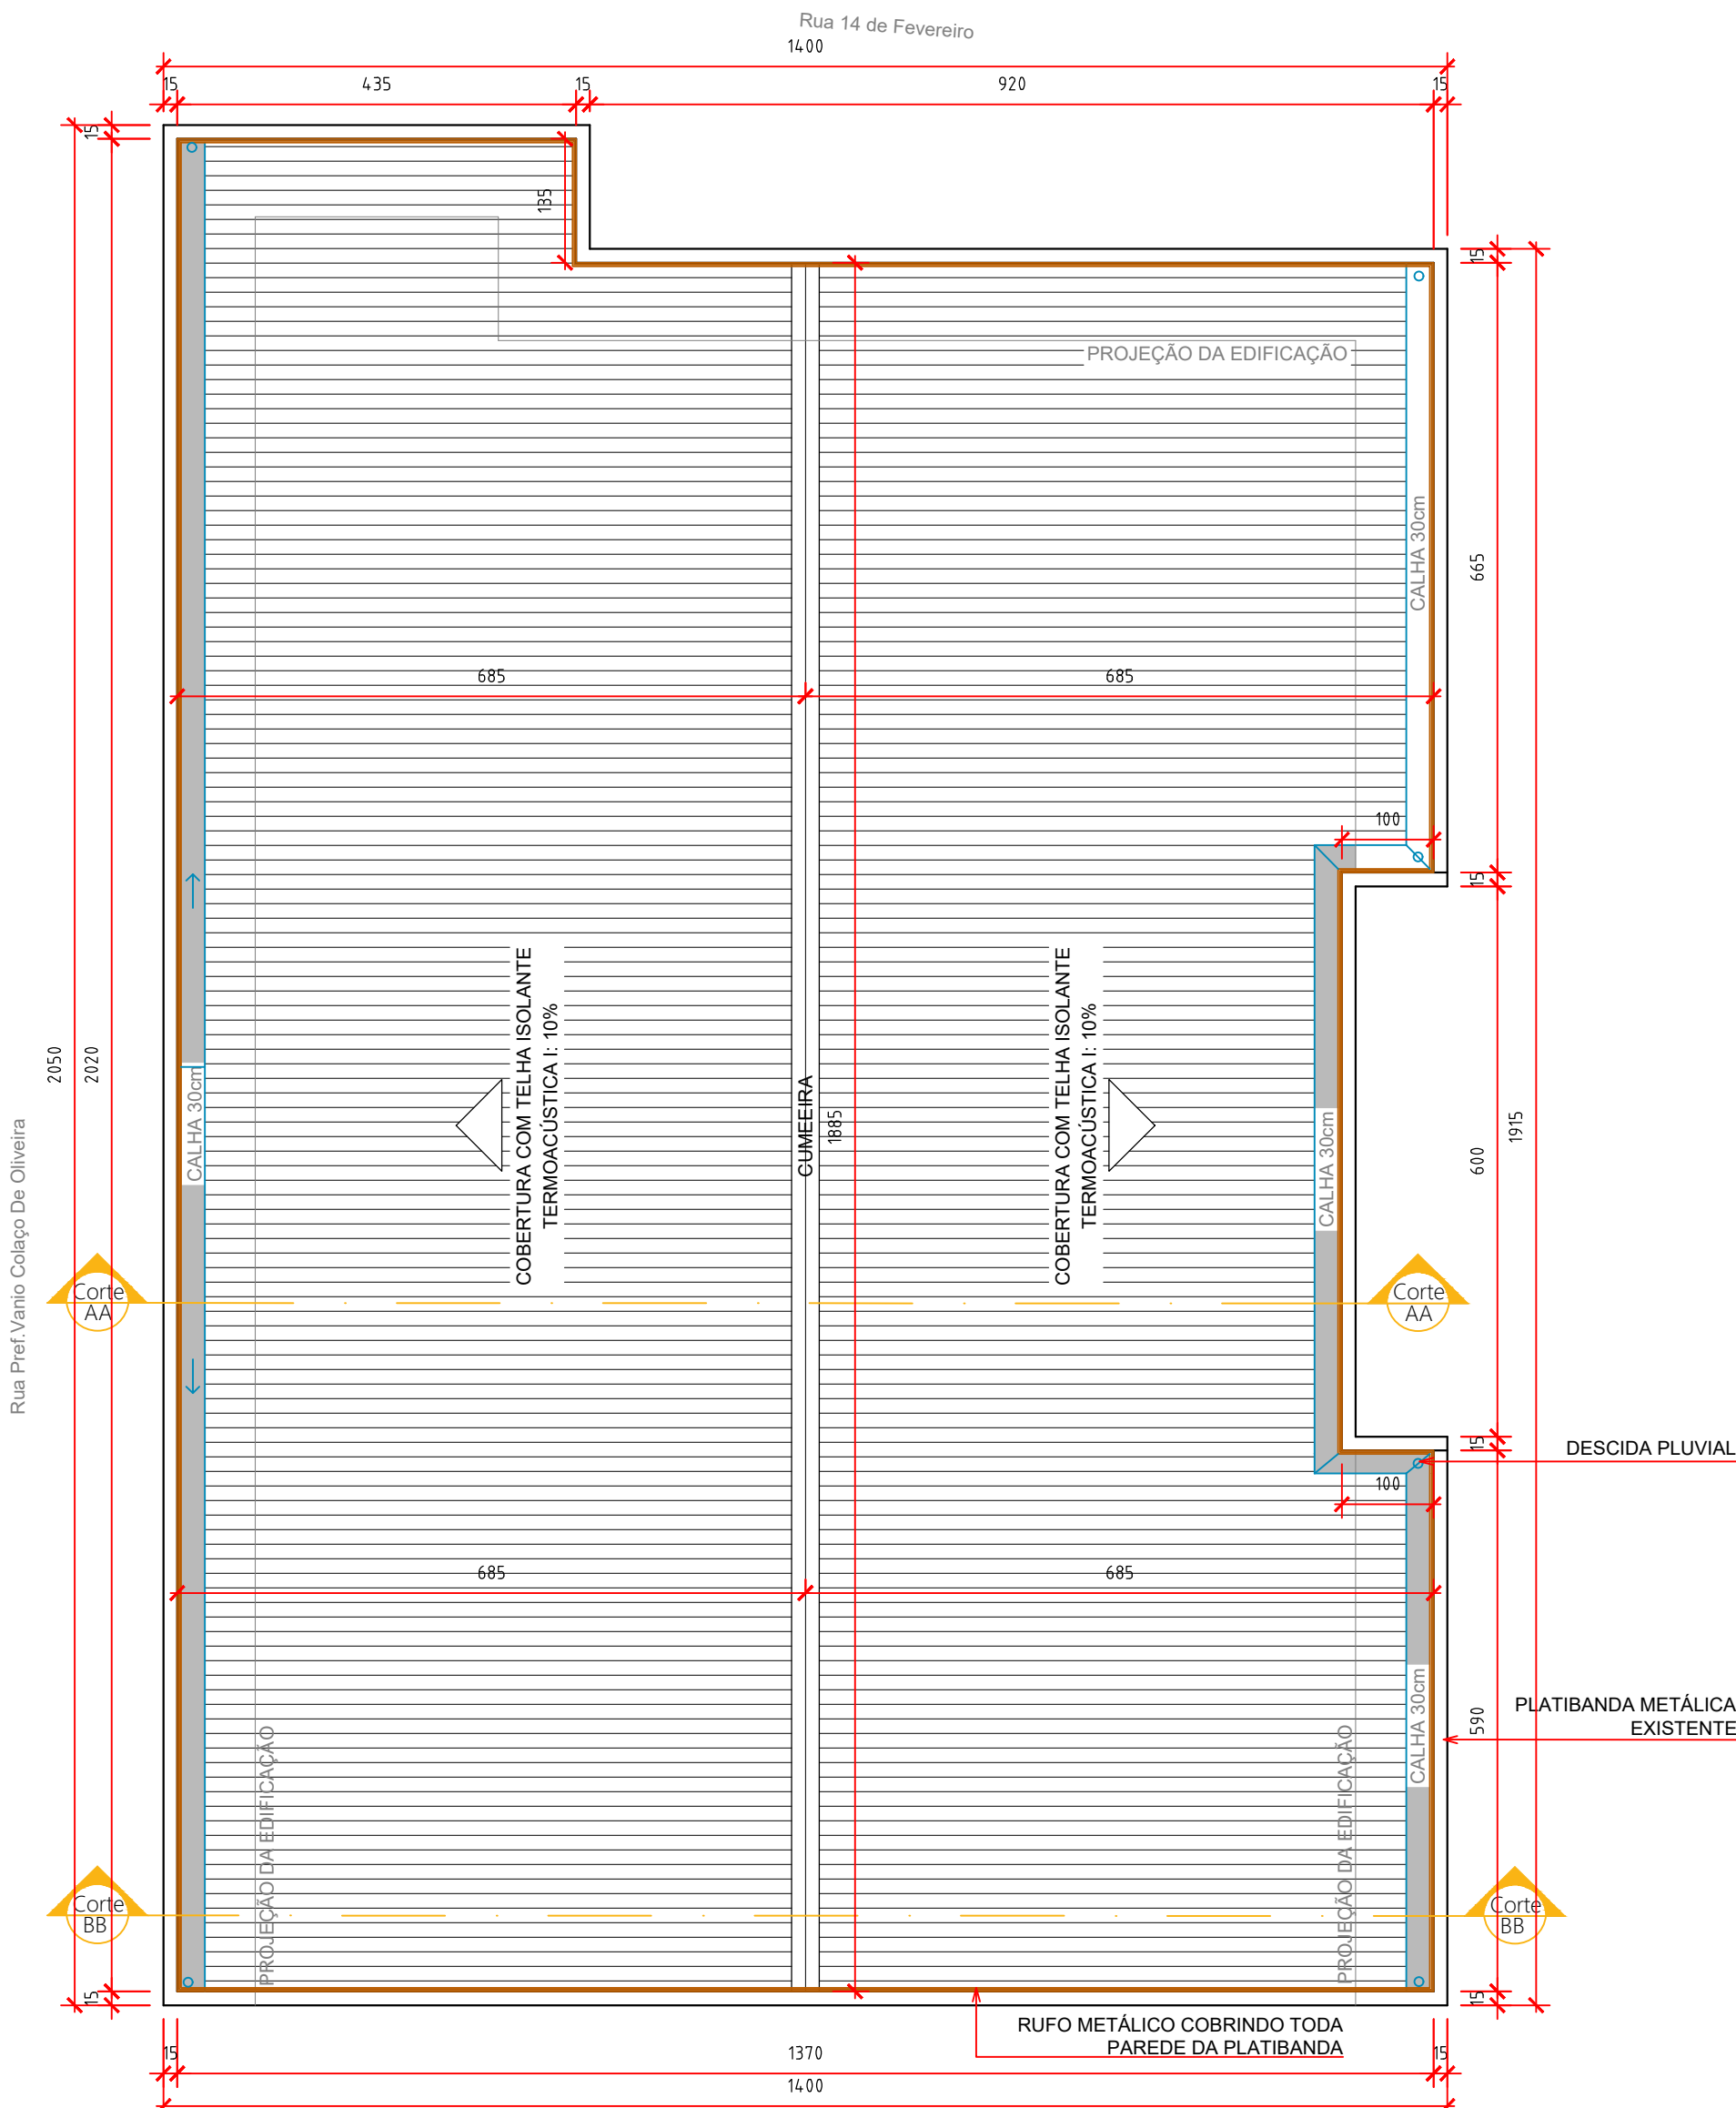 Rua 14 de Fevereiro
1400
15
435
15
920
15
15
2050
2020
135
15
PROJEÇÃO DA EDIFICAÇÃO
CALHA 30cm
665
685
685
100
15
COBERTURA COM TELHA ISOLANTE
TERMOACÚSTICA I: 10%
CUMEEIRA
1885
COBERTURA COM TELHA ISOLANTE
TERMOACÚSTICA I: 10%
CALHA 30cm
CALHA 30cm
600
1915
Rua Pref.Vanio Colaço De Oliveira
Corte
AA
Corte
AA
15
DESCIDA PLUVIAL
100
685
685
PROJEÇÃO DA EDIFICAÇÃO
PROJEÇÃO DA EDIFICAÇÃO
CALHA 30cm
590
PLATIBANDA METÁLICA
EXISTENTE
Corte
BB
Corte
BB
15
15
RUFO METÁLICO COBRINDO TODA
PAREDE DA PLATIBANDA
15
1370
15
1400